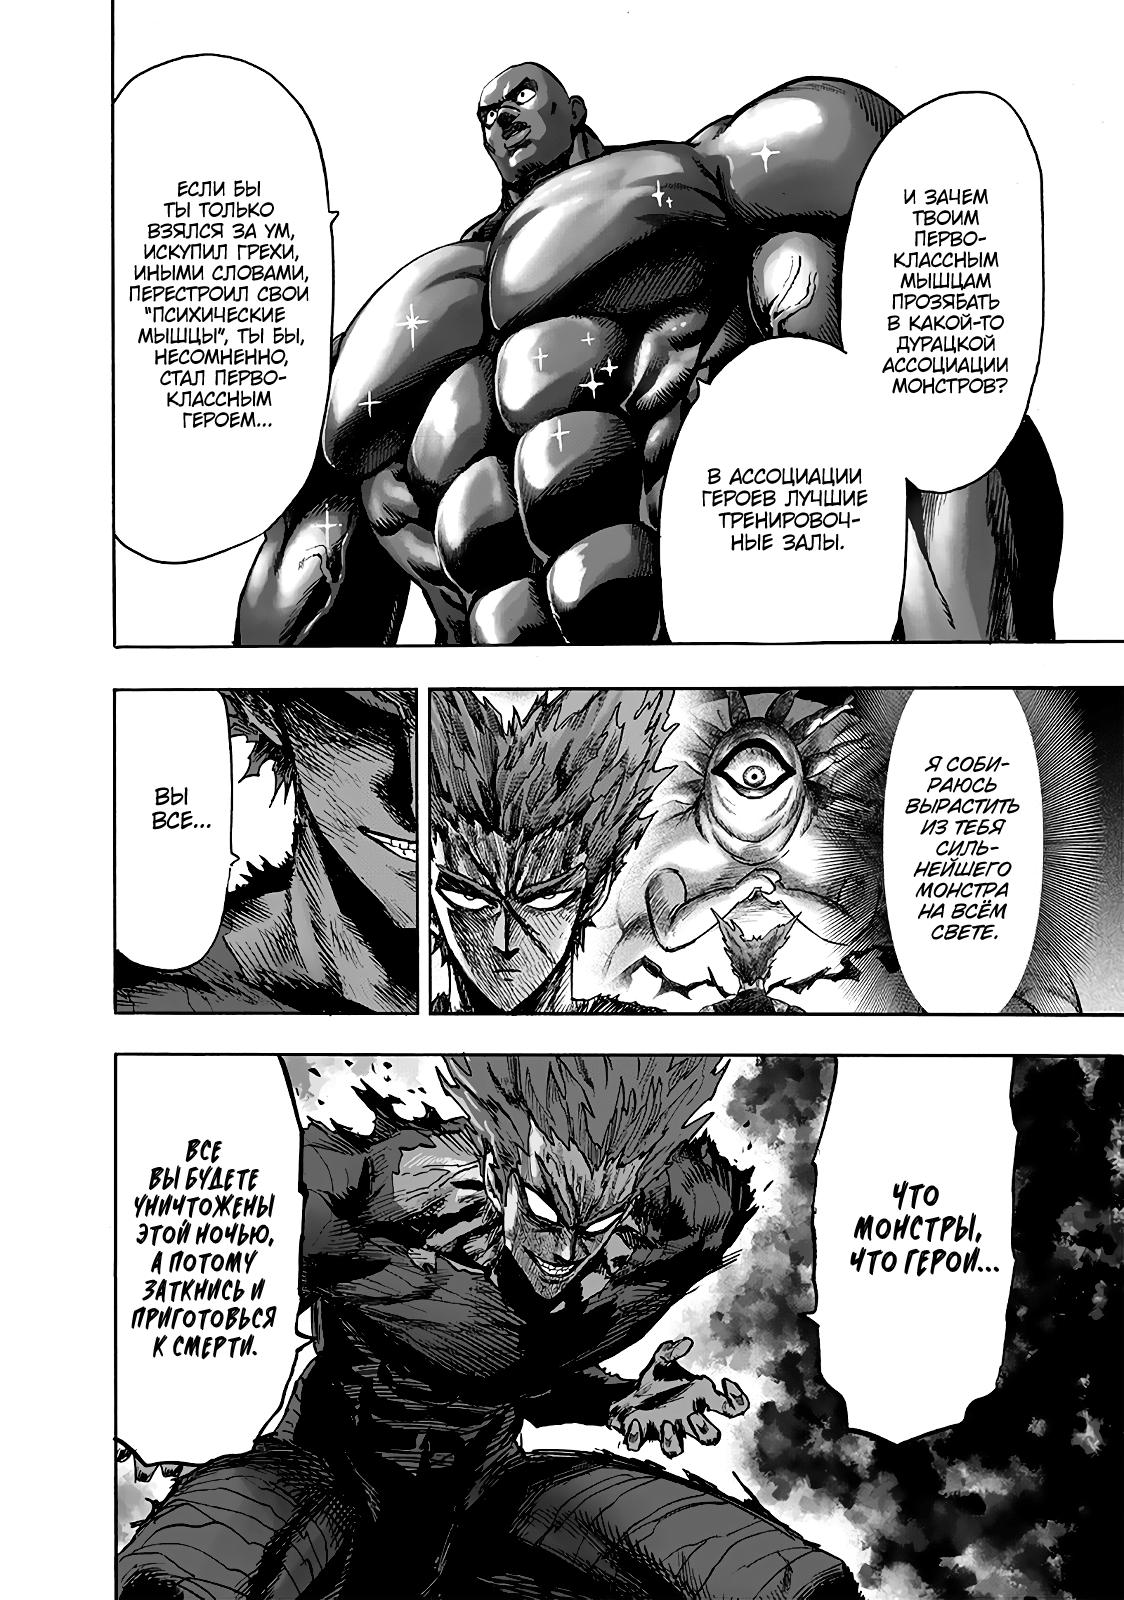 И ЗАЧЕМ
ТВОИМ
ПЕРВО-
КЛАССНЫМ
МЫШЦАМ
ПРОЗЯБАТЬ
В КАКОЙ-ТО
ДУРАЦКОЙ
АССОЦИАЦИИ
МОНСТРОВ?
В АССОЦИАЦИИ
ГЕРОЕВ ЛУЧШИЕ
ТРЕНИРОВОЧ-
НЫЕ ЗАЛЫ.
ЕСЛИ БЫ
ТЫ ТОЛЬКО
ВЗЯЛСЯ ЗА УМ,
ИСКУПИЛ ГРЕХИ,
ИНЫМИ СЛОВАМИ,
ПЕРЕСТРОИЛ СВОИ
"ПСИХИЧЕСКИЕ
МЫШЦЫ", ТЫ БЫ,
НЕСОМНЕННО,
СТАЛ ПЕРВО-
КЛАССНЫМ
ГЕРОЕМ...
Я СОБИ-
РАЮСЬ
ВЫРАСТИТЬ
ИЗ ТЕБЯ
СИЛЬ-
НЕЙШЕГО
МОНСТРА
НА ВСЁМ
СВЕТЕ.
ВЫ
ВСЕ...
ЧТО
МОНСТРЫ,
ЧТО ГЕРОИ...
ВСЕ
ВЫ БУДЕТЕ
УНИЧТОЖЕНЫ
ЭТОЙ НОЧЬЮ,
А ПОТОМУ
ЗАТКНИСЬ И
ПРИГОТОВЬСЯ
К СМЕРТИ.